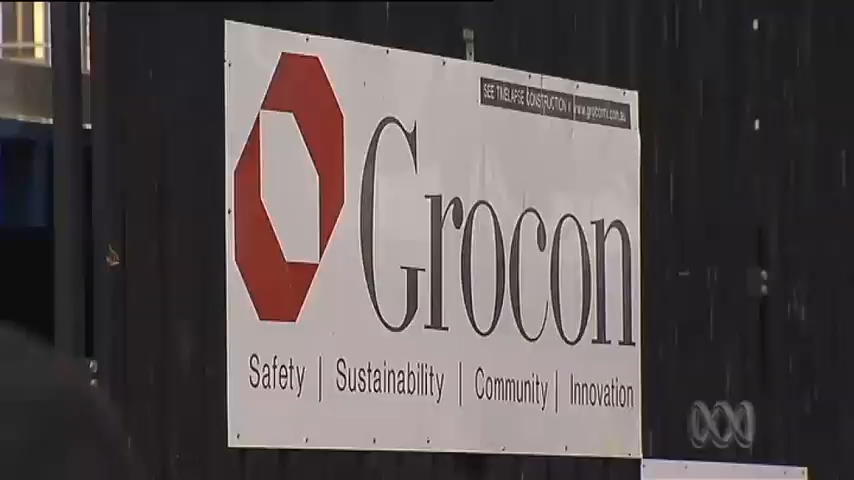 SEE TIMELAPSE CONSTRUCTION @ www.grocon.com.au
Grocon
Safety | Sustainability | Community | Innovation